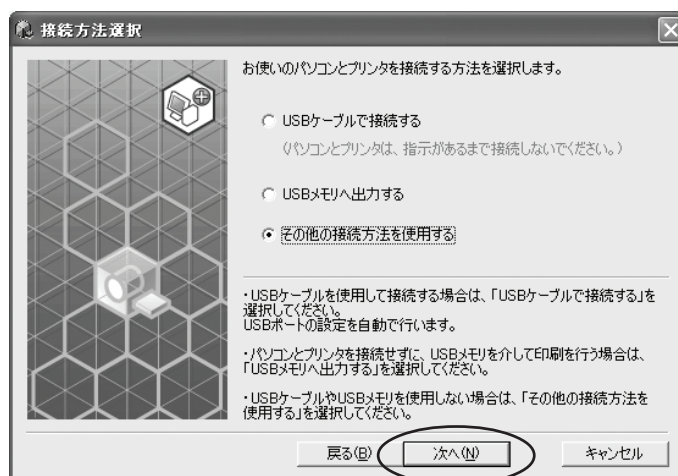 接続方法選択
お使いのパソコンとプリンタを接続する方法を選択します。
USBケーブルで接続する
(パソコンとプリンタは、指示があるまで接続しないでください。)
USBメモリへ出力する
その他の接続方法を使用する
・USBケーブルを使用して接続する場合は、「USBケーブルで接続する」を
選択してください。
USBポートの設定を自動で行います。
・パソコンとプリンタを接続せずに、USBメモリを介して印刷を行う場合は、
「USBメモリへ出力する」を選択してください。
・USBケーブルやUSBメモリを使用しない場合は、「その他の接続方法を
使用する」を選択してください。
戻る(B) 次へ(N) キャンセル